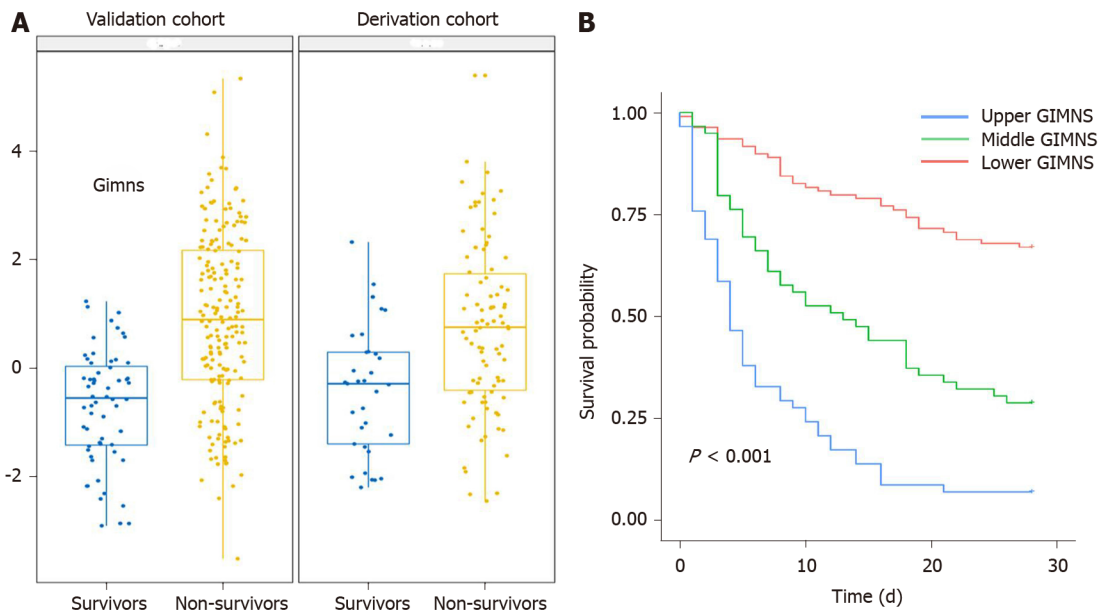 A
Validation cohort
Derivation cohort
4
2
0
-2
Gimns
Survivors
Non-survivors
Survivors
Non-survivors
B
Upper GIMNS
Middle GIMNS
Lower GIMNS
1.00
0.75
0.50
0.25
0.00
Survival probability
P < 0.001
0
10
20
30
Time (d)